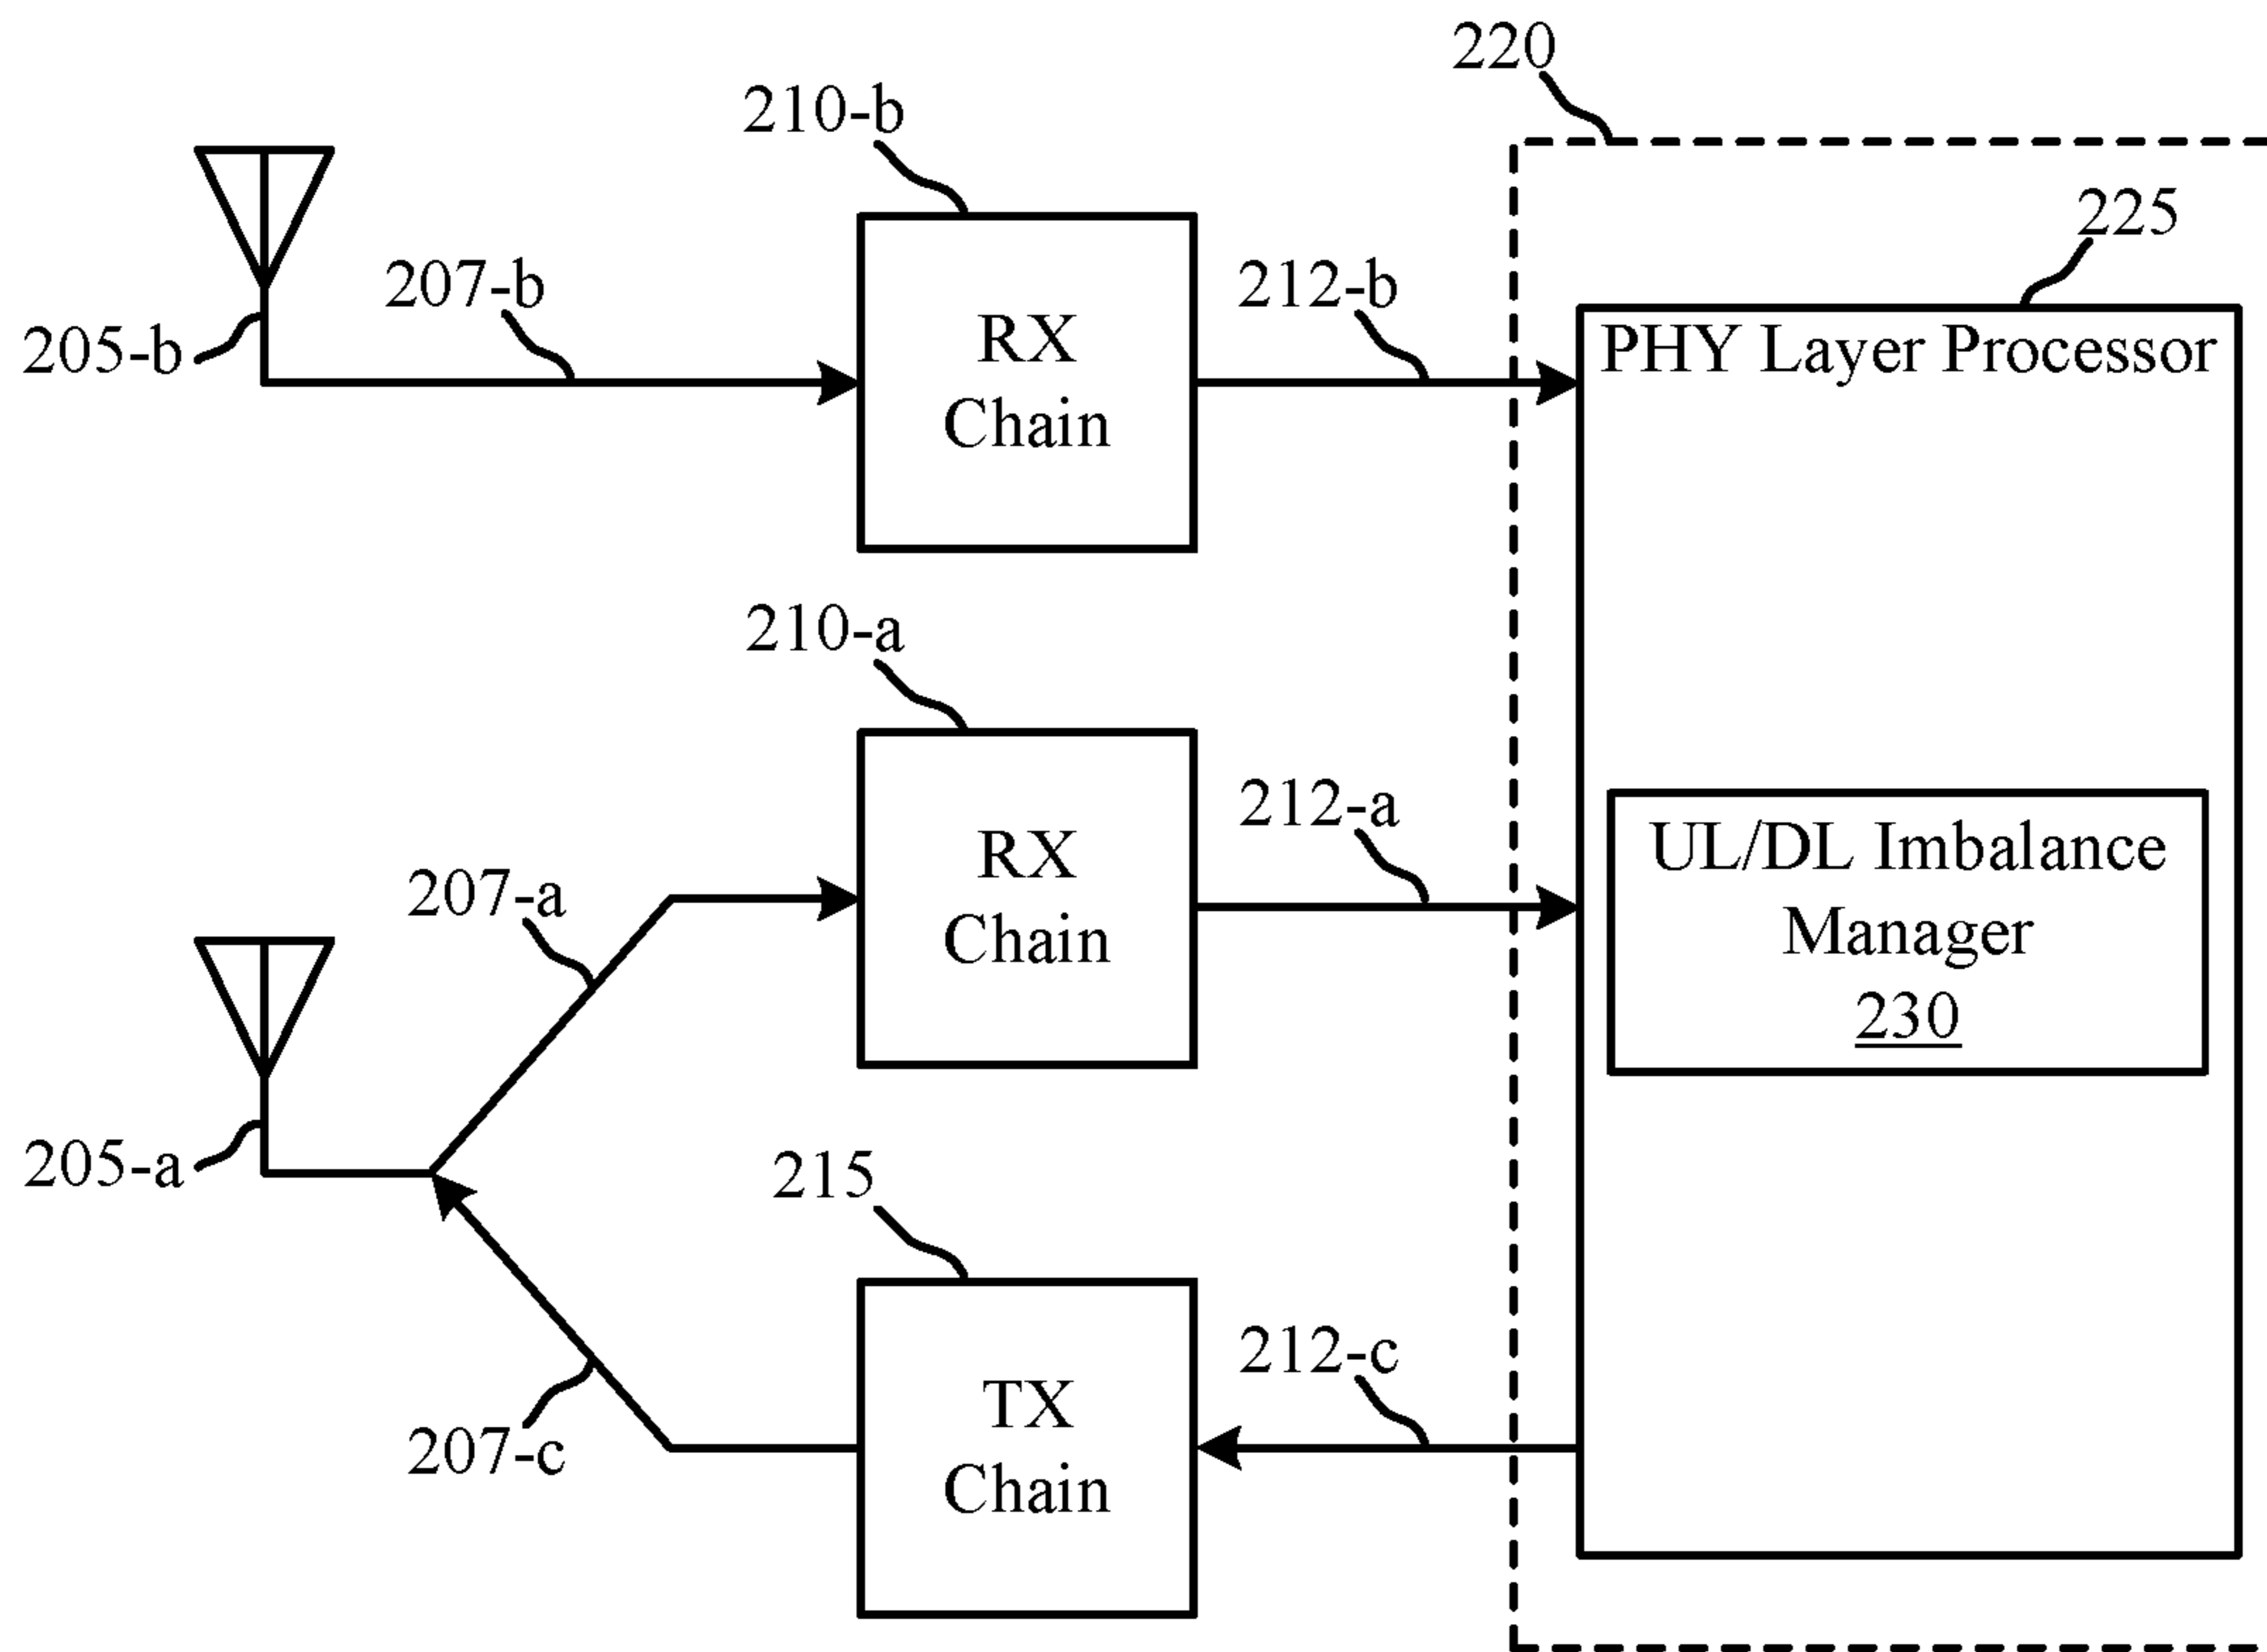 220
210-b
225
207-b
212-b
205-b
RX
Chain
PHY Layer Processor
210-a
207-a
212-a
RX
Chain
UL/DL Imbalance
Manager
230
205-a
215
207-c
212-c
TX
Chain